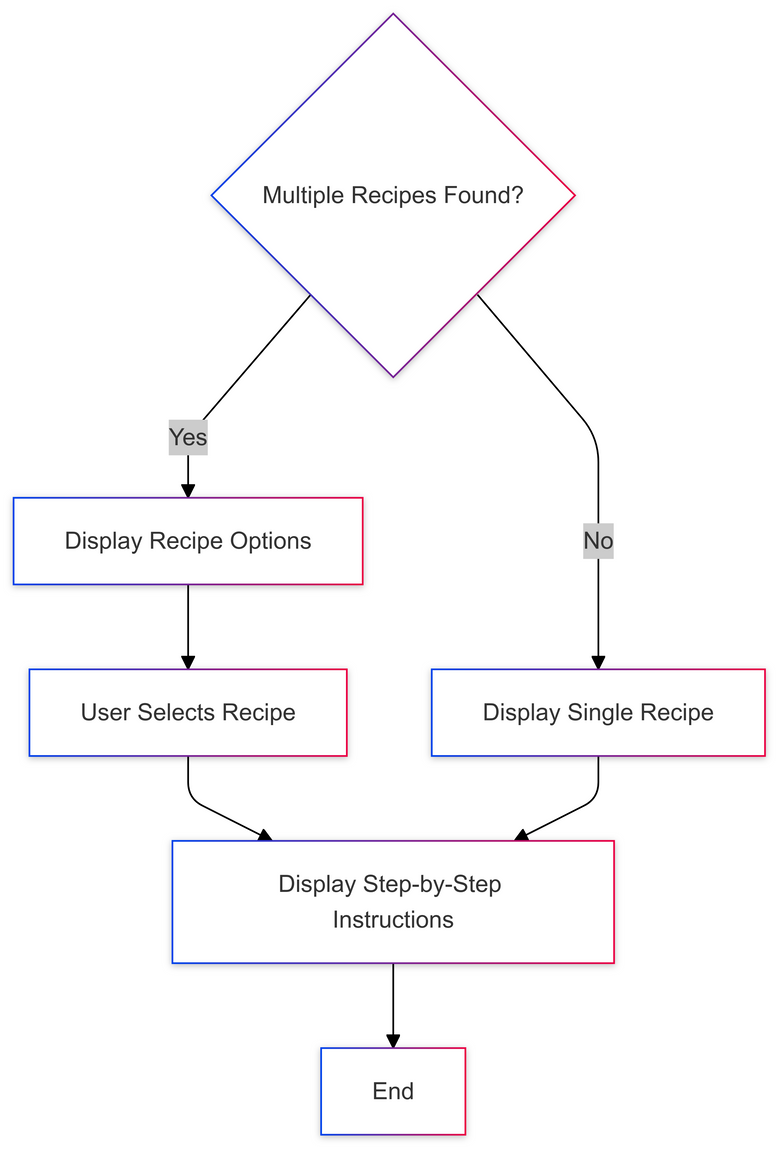 Multiple Recipes Found?
Yes
Display Recipe Options
No
User Selects Recipe
Display Single Recipe
Display Step-by-Step
Instructions
End